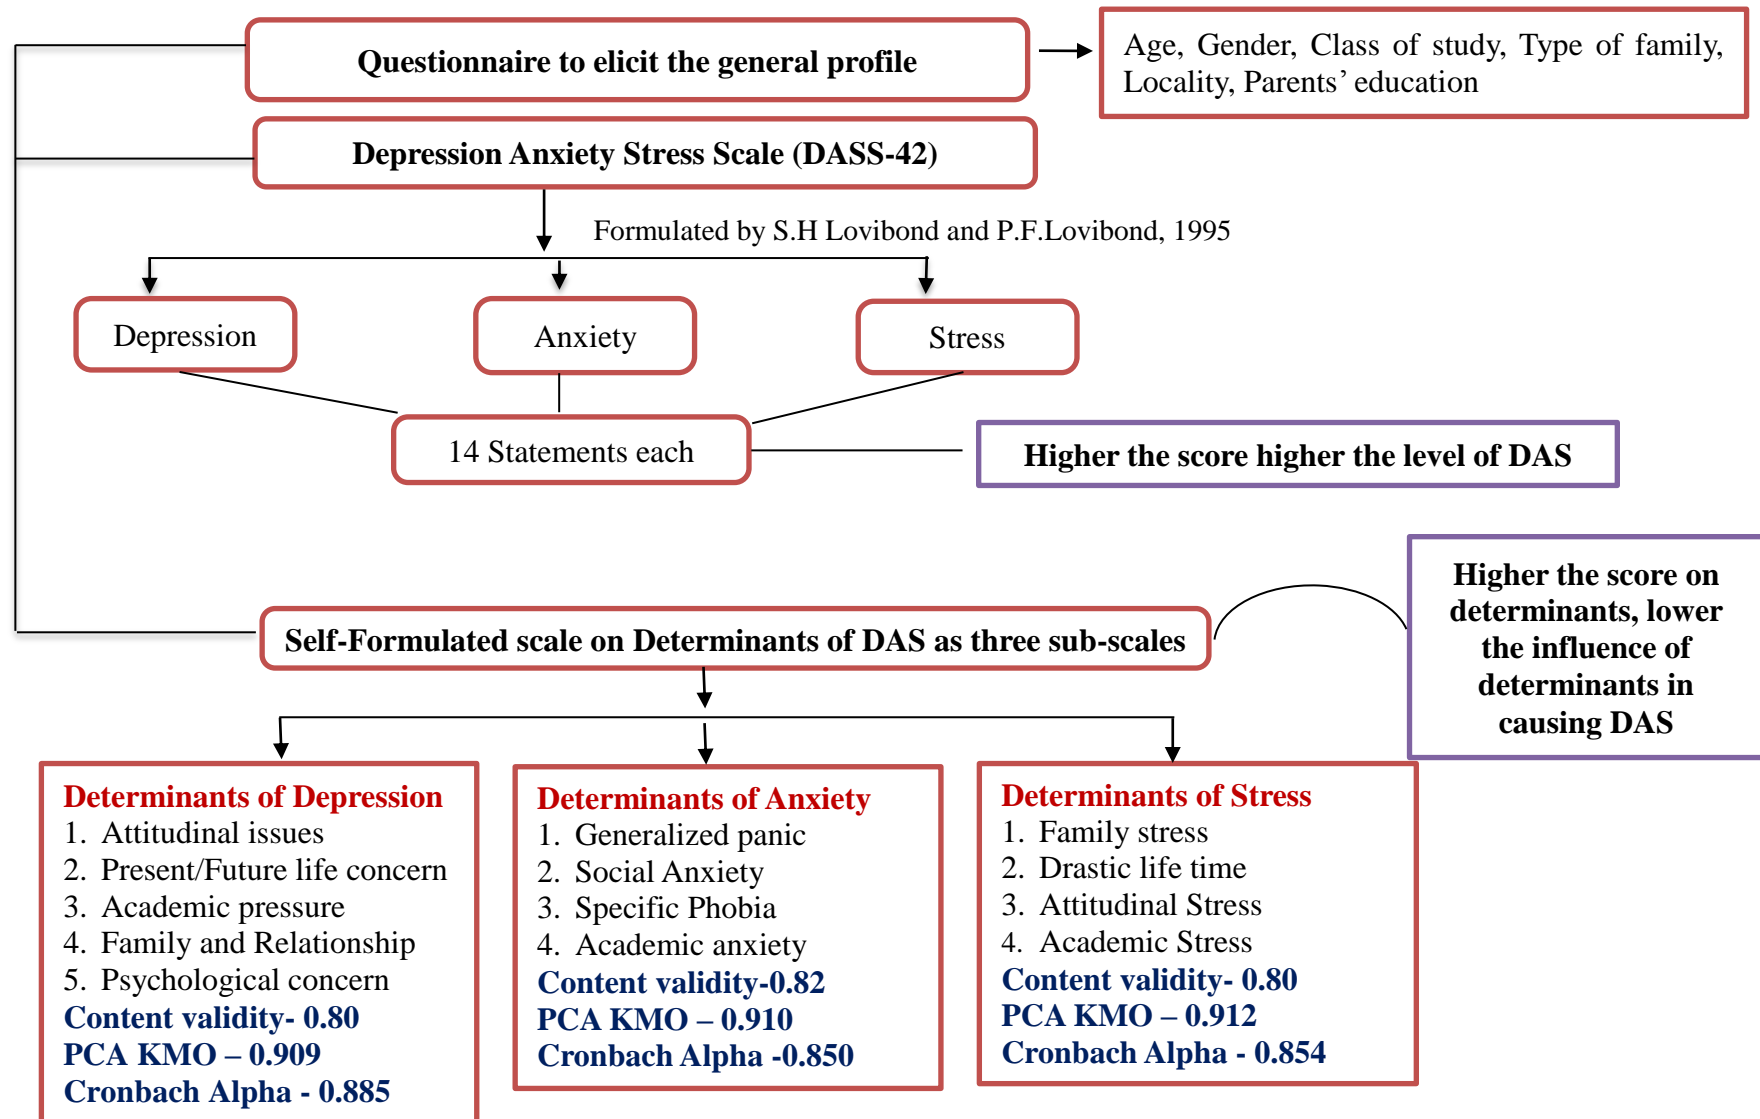 Questionnaire to elicit the general profile
Age, Gender, Class of study, Type of family,
Locality, Parents' education
Depression Anxiety Stress Scale (DASS-42)
Formulated by S.H Lovibond and P.F.Lovibond, 1995
Depression
Anxiety
Stress
14 Statements each
Higher the score higher the level of DAS
Higher the score on
determinants, lower
the influence of
determinants in
causing DAS
Self-Formulated scale on Determinants of DAS as three sub-scales
Determinants of Depression
1. Attitudinal issues
2. Present/Future life concern
3. Academic pressure
4. Family and Relationship
5. Psychological concern
Content validity- 0.80
PCA KMO – 0.909
Cronbach Alpha - 0.885
Determinants of Anxiety
1. Generalized panic
2. Social Anxiety
3. Specific Phobia
4. Academic anxiety
Content validity-0.82
PCA KMO – 0.910
Cronbach Alpha -0.850
Determinants of Stress
1. Family stress
2. Drastic life time
3. Attitudinal Stress
4. Academic Stress
Content validity- 0.80
PCA KMO – 0.912
Cronbach Alpha - 0.854